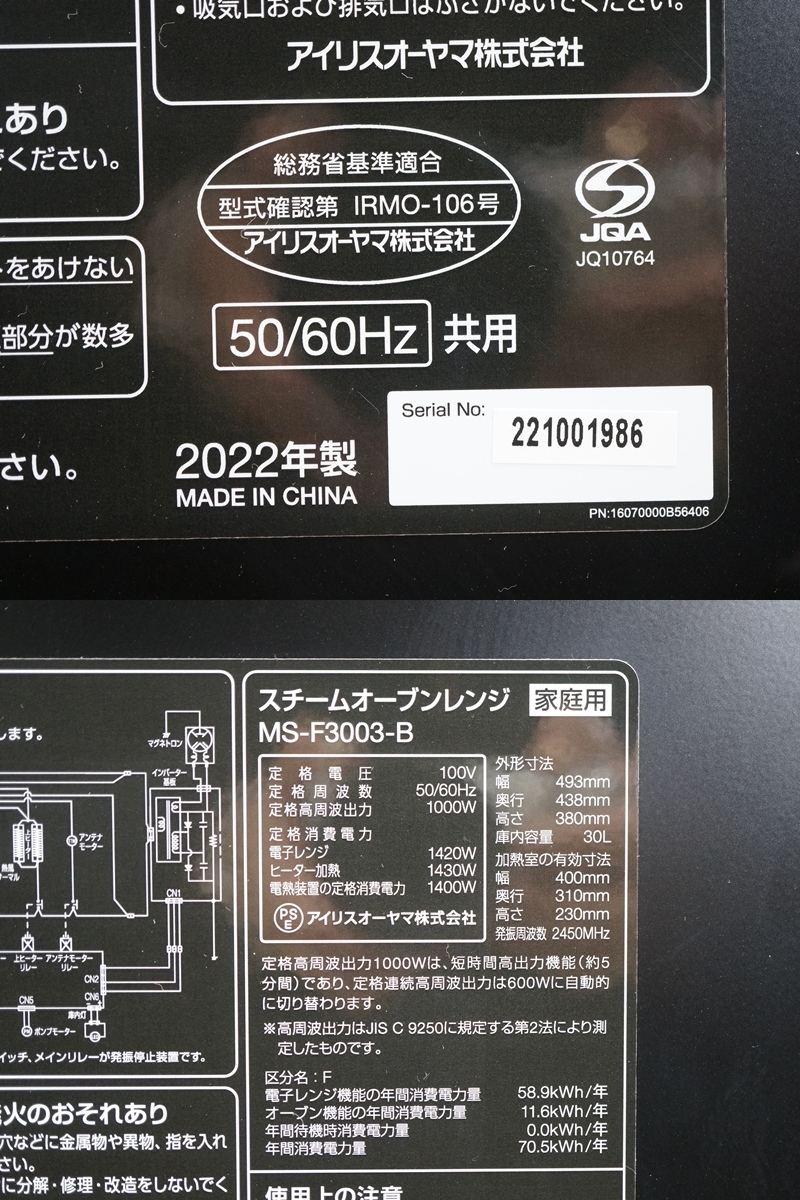 ・吸気口および排気口はふさがないでください。
アイリスオーヤマ株式会社
れあり
でください。
をあけない
部分が数多
さい。
総務省基準適合
型式確認第 IRMO-106号
アイリスオーヤマ株式会社
JQA
JQ10764
50/60Hz 共用
Serial No:
221001986
2022年製
MADE IN CHINA
PN:16070000B56406
します。
マグネトロン
インバーター
基板
アンテナ
モーター
上ヒーター
CN1
上ヒーター
リレー
アンテナモーター
リレー
CN2
CN5
CN6
庫内灯
ポンプモーター
イッチ、メインリレーが発振停止装置です。
火のおそれあり
穴などに金属物や異物、指を入れ
さい。
に分解・修理・改造をしないでく
スチームオーブンレンジ 家庭用
MS-F3003-B
定格電圧 100V
定格周波数 50/60Hz
定格高周波出力 1000W
定格消費電力
電子レンジ 1420W
ヒーター加熱 1430W
電熱装置の定格消費電力 1400W
PSE アイリスオーヤマ株式会社
外形寸法
幅 493mm
奥行 438mm
高さ 380mm
庫内容量 30L
加熱室の有効寸法
幅 400mm
奥行 310mm
高さ 230mm
発振周波数 2450MHz
定格高周波出力1000Wは、短時間高出力機能(約5
分間)であり、定格連続高周波出力は600Wに自動的
に切り替わります。
※高周波出力はJIS C 9250に規定する第2法により測
定したものです。
区分名:F
電子レンジ機能の年間消費電力量 58.9kWh/年
オーブン機能の年間消費電力量 11.6kWh/年
年間待機時消費電力量 0.0kWh/年
年間消費電力量 70.5kWh/年
使用上の注意